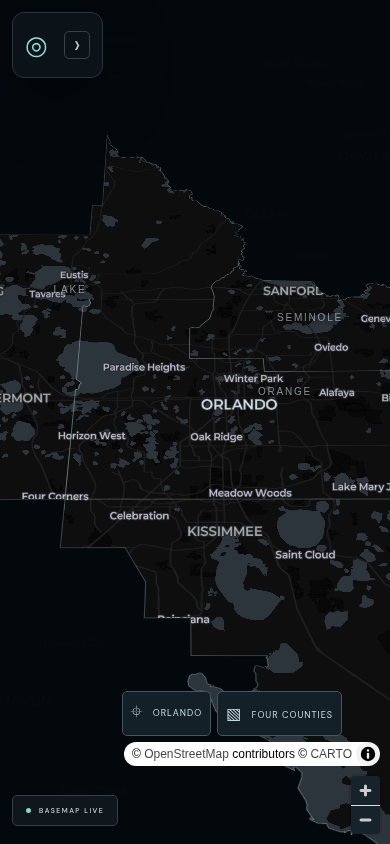 Eustis
LAKE
Tavares
SANFORD
SEMINOLE
Oviedo
Paradise Heights
Winter Park
ORANGE
Alafaya
ORLANDO
Horizon West
Oak Ridge
Four Corners
Meadow Woods
Lake Mary J
Celebration
KISSIMMEE
Saint Cloud
ORLANDO
FOUR COUNTIES
© OpenStreetMap contributors © CARTO
+
−
BASEMAP LIVE